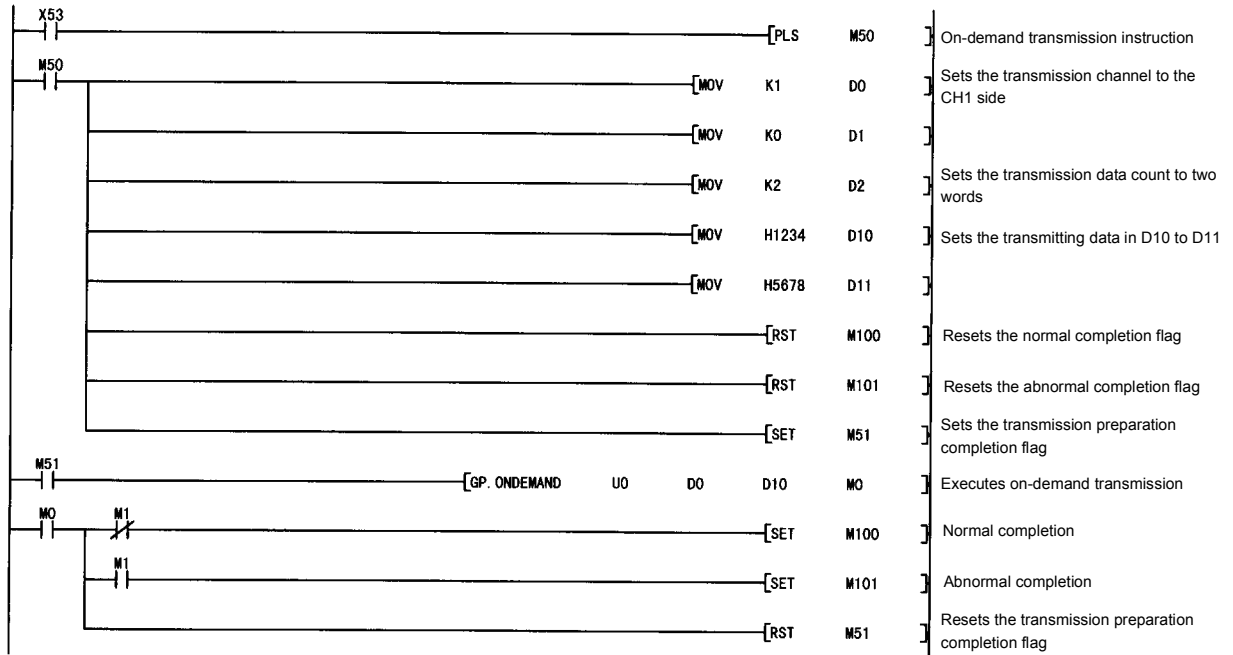 X53
[PLS M50 ] On-demand transmission instruction
M50
[MOV K1 D0 ] Sets the transmission channel to the
CH1 side
[MOV K0 D1 ]
[MOV K2 D2 ] Sets the transmission data count to two
words
[MOV H1234 D10 ] Sets the transmitting data in D10 to D11
[MOV H5678 D11 ]
[RST M100 ] Resets the normal completion flag
[RST M101 ] Resets the abnormal completion flag
[SET M51 ] Sets the transmission preparation
completion flag
M51
[GP.ONDEMAND U0 D0 D10 M0 ] Executes on-demand transmission
M0 M1
[SET M100 ] Normal completion
M1
[SET M101 ] Abnormal completion
[RST M51 ] Resets the transmission preparation
completion flag